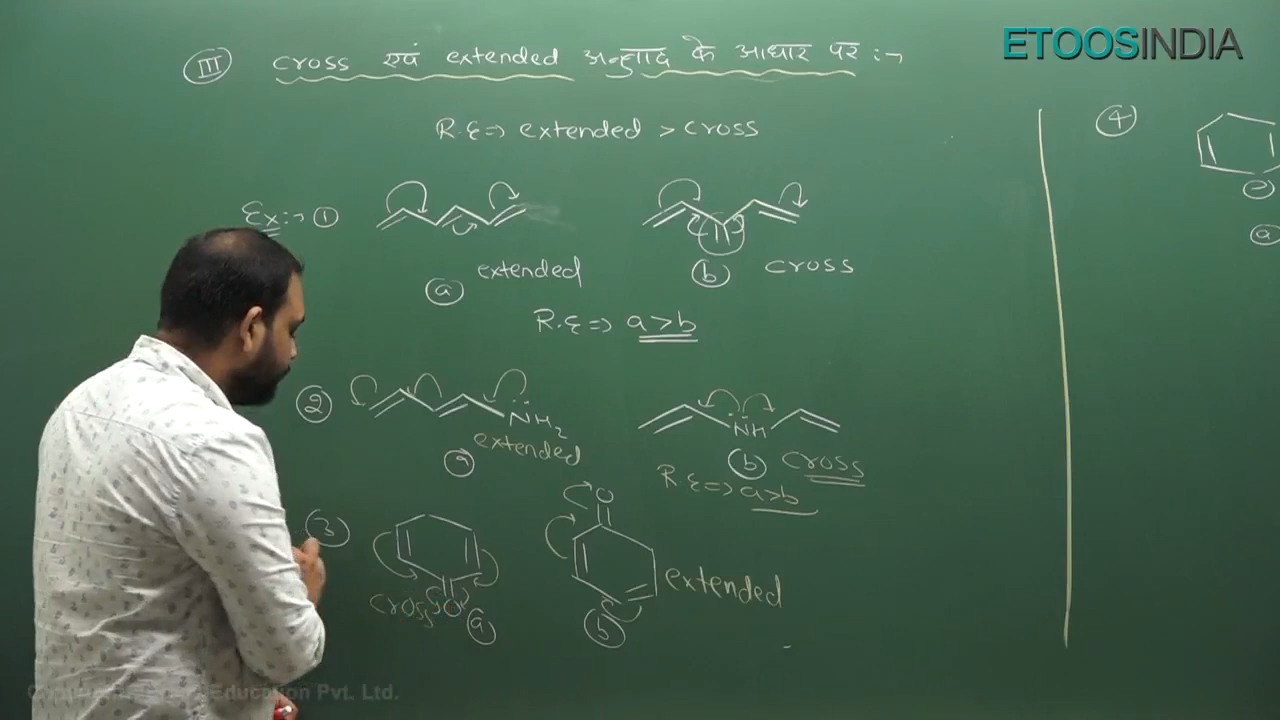 ETOOSINDIA
III cross एवं extended अनुनाद के आधार पर :-
R.E => extended > cross
Ex :-> 1
a extended
b cross
R.E => a > b
2
NH2
a extended
NH
b cross
R.E => a > b
3
O
cross
a
O
b
extended
4
e
a
Education Pvt. Ltd.